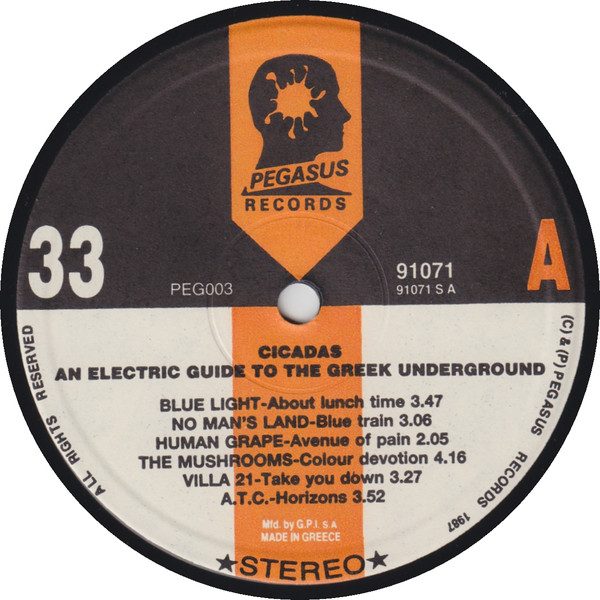 PEGASUS
RECORDS
33
A
PEG003
91071
91071 S A
CICADAS
AN ELECTRIC GUIDE TO THE GREEK UNDERGROUND
BLUE LIGHT-About lunch time 3.47
NO MAN'S LAND-Blue train 3.06
HUMAN GRAPE-Avenue of pain 2.05
THE MUSHROOMS-Colour devotion 4.16
VILLA 21-Take you down 3.27
A.T.C.-Horizons 3.52
Mfd. by G.P.I. S.A
MADE IN GREECE
★STEREO★
ALL RIGHTS RESERVED
(C) & (P) PEGASUS RECORDS 1987